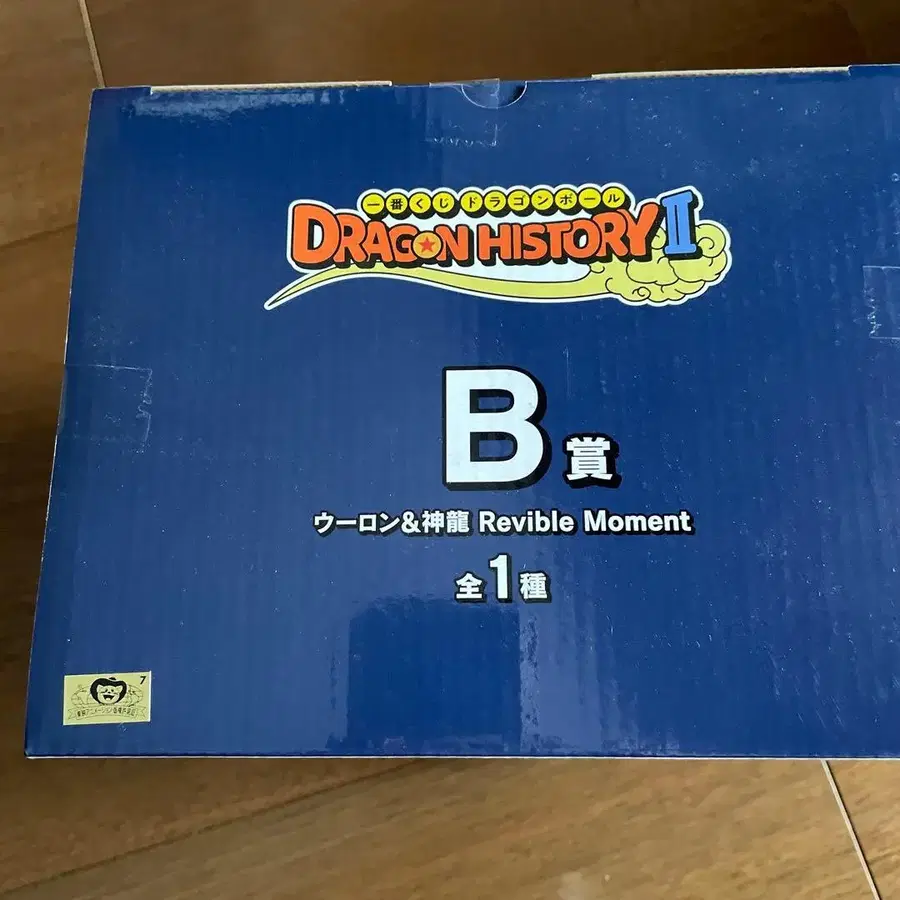 一番くじドラゴンボール
DRAGON HISTORY II
B賞
ウーロン&神龍 Revible Moment
全1種
7